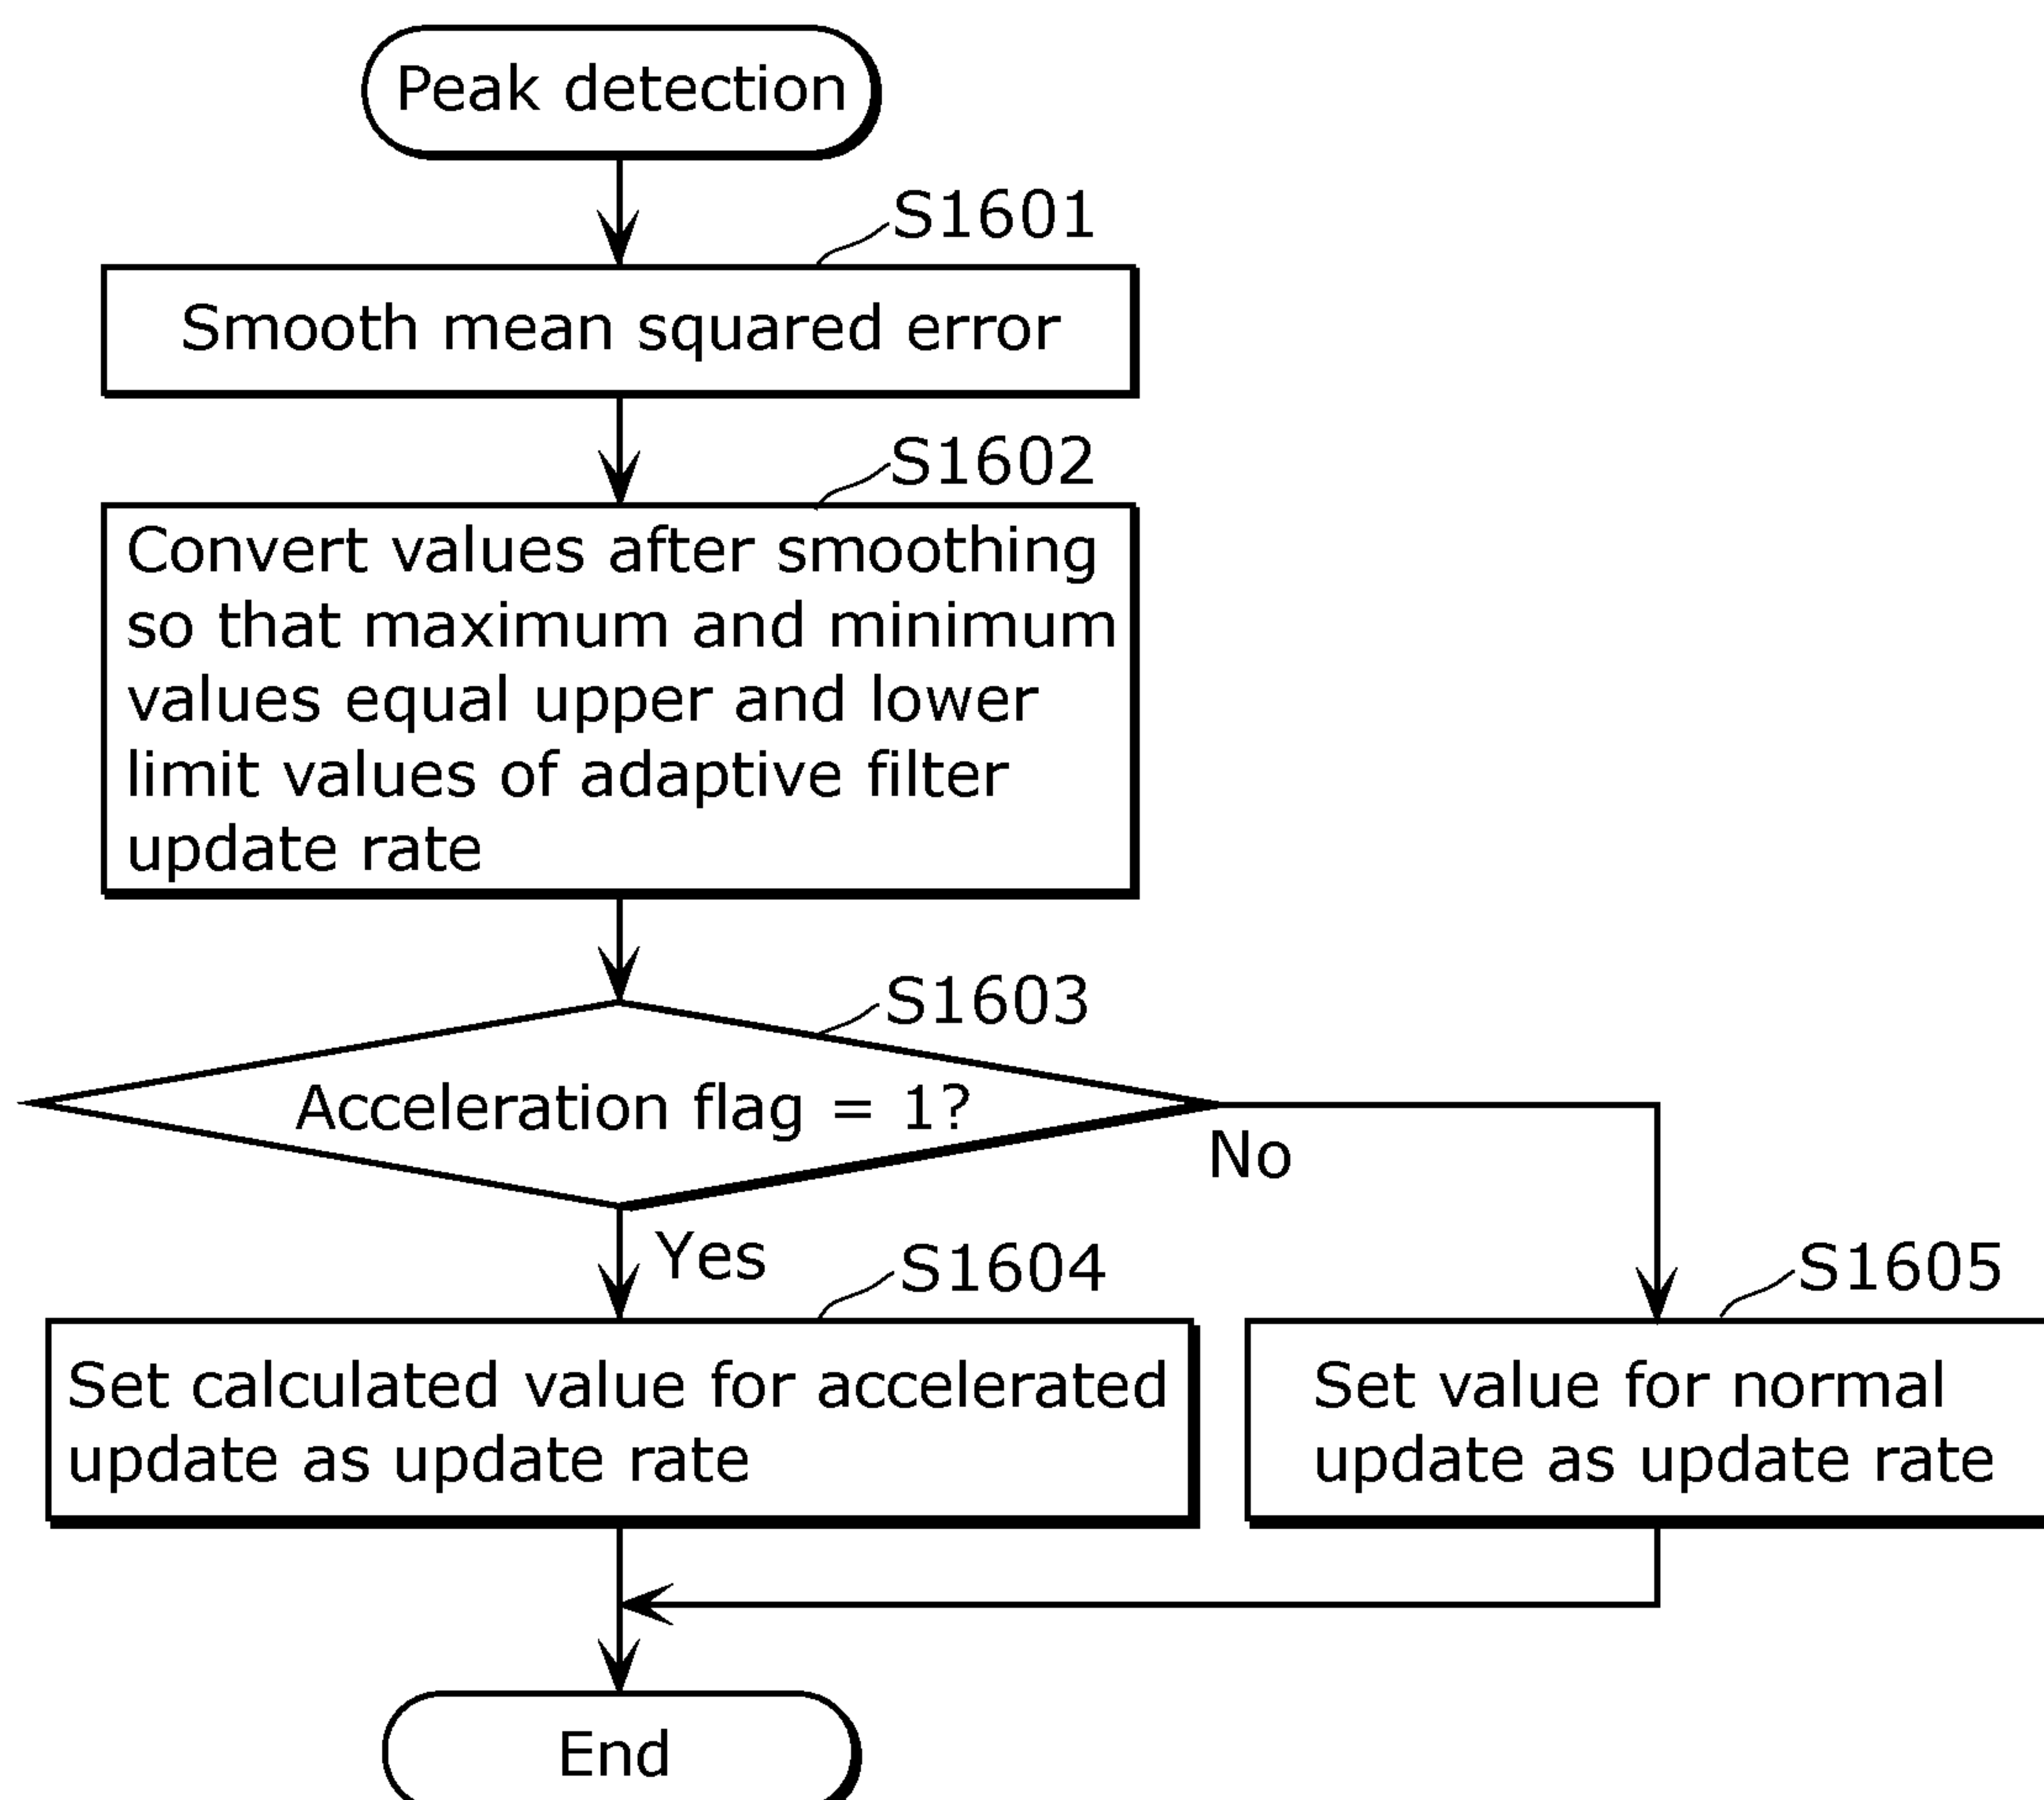 Peak detection
S1601
Smooth mean squared error
S1602
Convert values after smoothing
so that maximum and minimum
values equal upper and lower
limit values of adaptive filter
update rate
S1603
Acceleration flag = 1?
No
Yes
S1604
Set calculated value for accelerated
update as update rate
S1605
Set value for normal
update as update rate
End